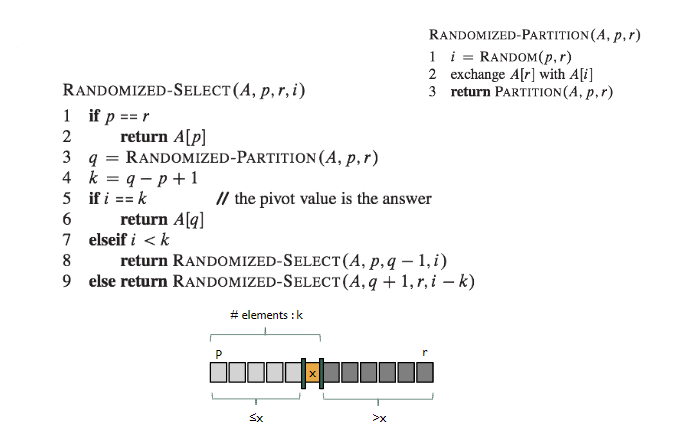 RANDOMIZED-PARTITION(A, p, r)
1 i = RANDOM(p, r)
2 exchange A[r] with A[i]
3 return PARTITION(A, p, r)
RANDOMIZED-SELECT(A, p, r, i)
1 if p == r
2 return A[p]
3 q = RANDOMIZED-PARTITION(A, p, r)
4 k = q − p + 1
5 if i == k // the pivot value is the answer
6 return A[q]
7 elseif i < k
8 return RANDOMIZED-SELECT(A, p, q − 1, i)
9 else return RANDOMIZED-SELECT(A, q + 1, r, i − k)
# elements : k
p r
x
≤x >x